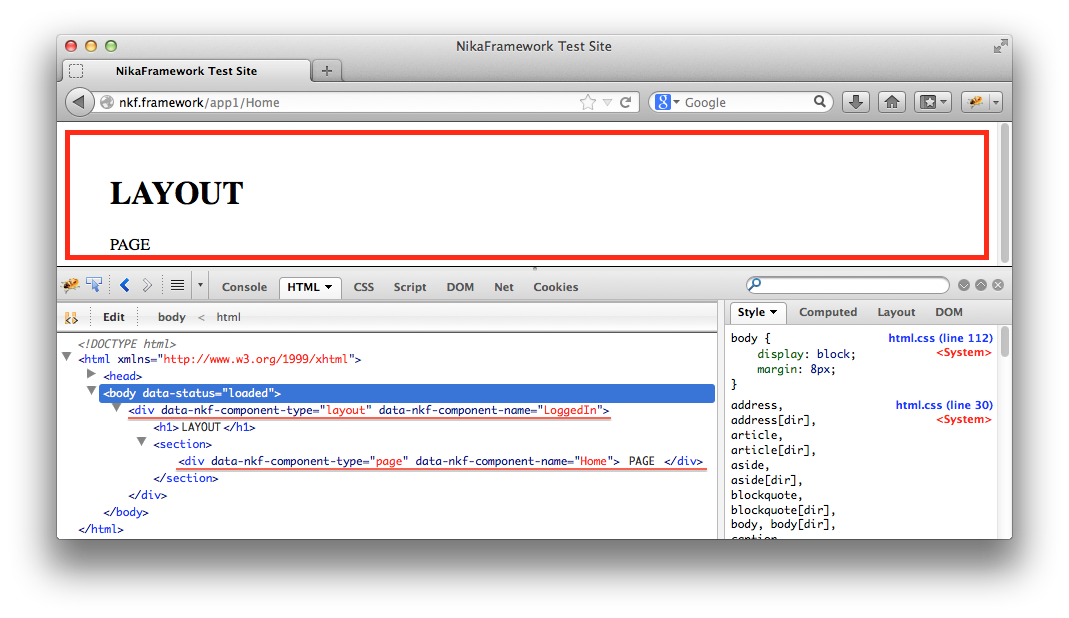 NikaFramework Test Site
NikaFramework Test Site
nkf.framework/app1/Home
Google
LAYOUT
PAGE
Console HTML CSS Script DOM Net Cookies
Edit body < html
Style Computed Layout DOM
<!DOCTYPE html>
<html xmlns="http://www.w3.org/1999/xhtml">
<head>
<body data-status="loaded">
<div data-nkf-component-type="layout" data-nkf-component-name="LoggedIn">
<h1> LAYOUT </h1>
<section>
<div data-nkf-component-type="page" data-nkf-component-name="Home"> PAGE </div>
</section>
</div>
</body>
</html>
body { html.css (line 112)
display: block; <System>
margin: 8px;
}
address, html.css (line 30)
address[dir], <System>
article,
article[dir],
aside,
aside[dir],
blockquote,
blockquote[dir],
body, body[dir],